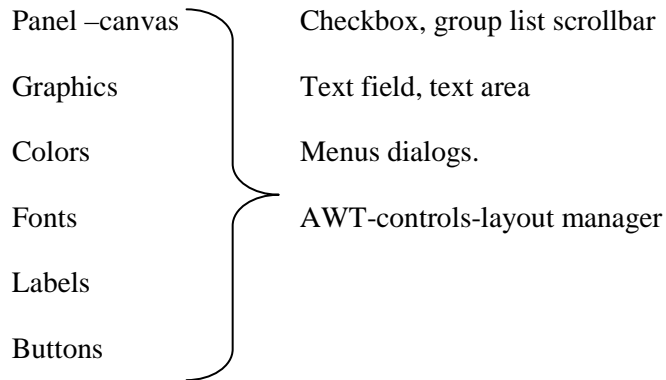 Panel –canvas
Graphics
Colors
Fonts
Labels
Buttons
Checkbox, group list scrollbar
Text field, text area
Menus dialogs.
AWT-controls-layout manager